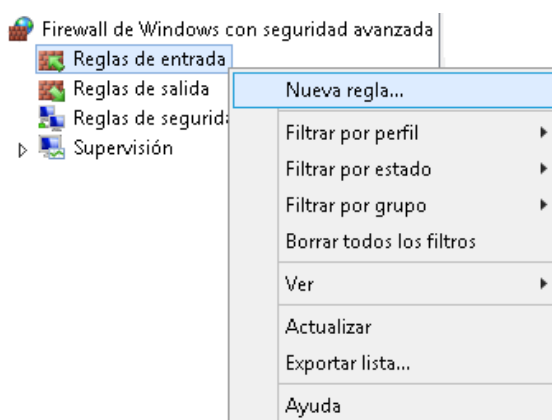 Firewall de Windows con seguridad avanzada
Reglas de entrada
Reglas de salida
Reglas de segurid
Supervisión
Nueva regla...
Filtrar por perfil
Filtrar por estado
Filtrar por grupo
Borrar todos los filtros
Ver
Actualizar
Exportar lista...
Ayuda